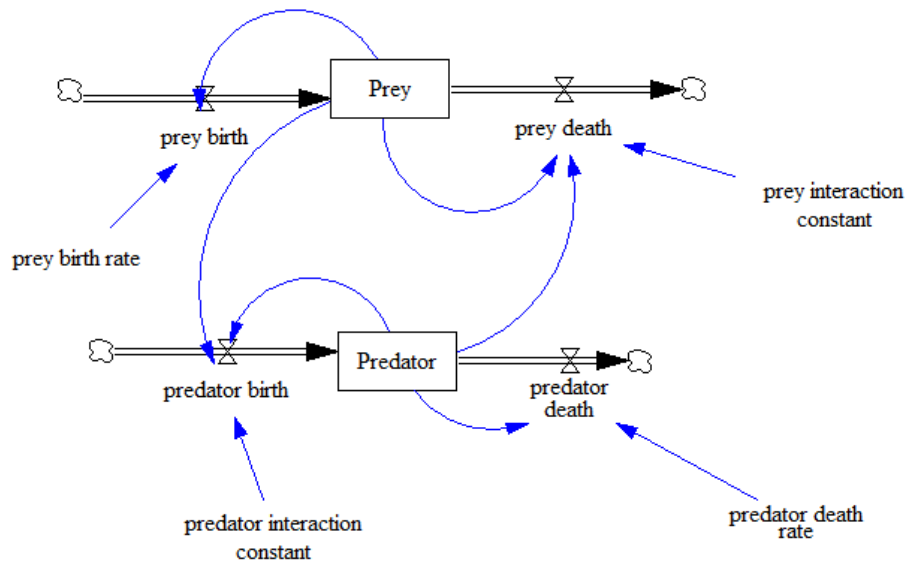 Prey
prey birth
prey death
prey interaction
constant
prey birth rate
Predator
predator birth
predator
death
predator interaction
constant
predator death
rate